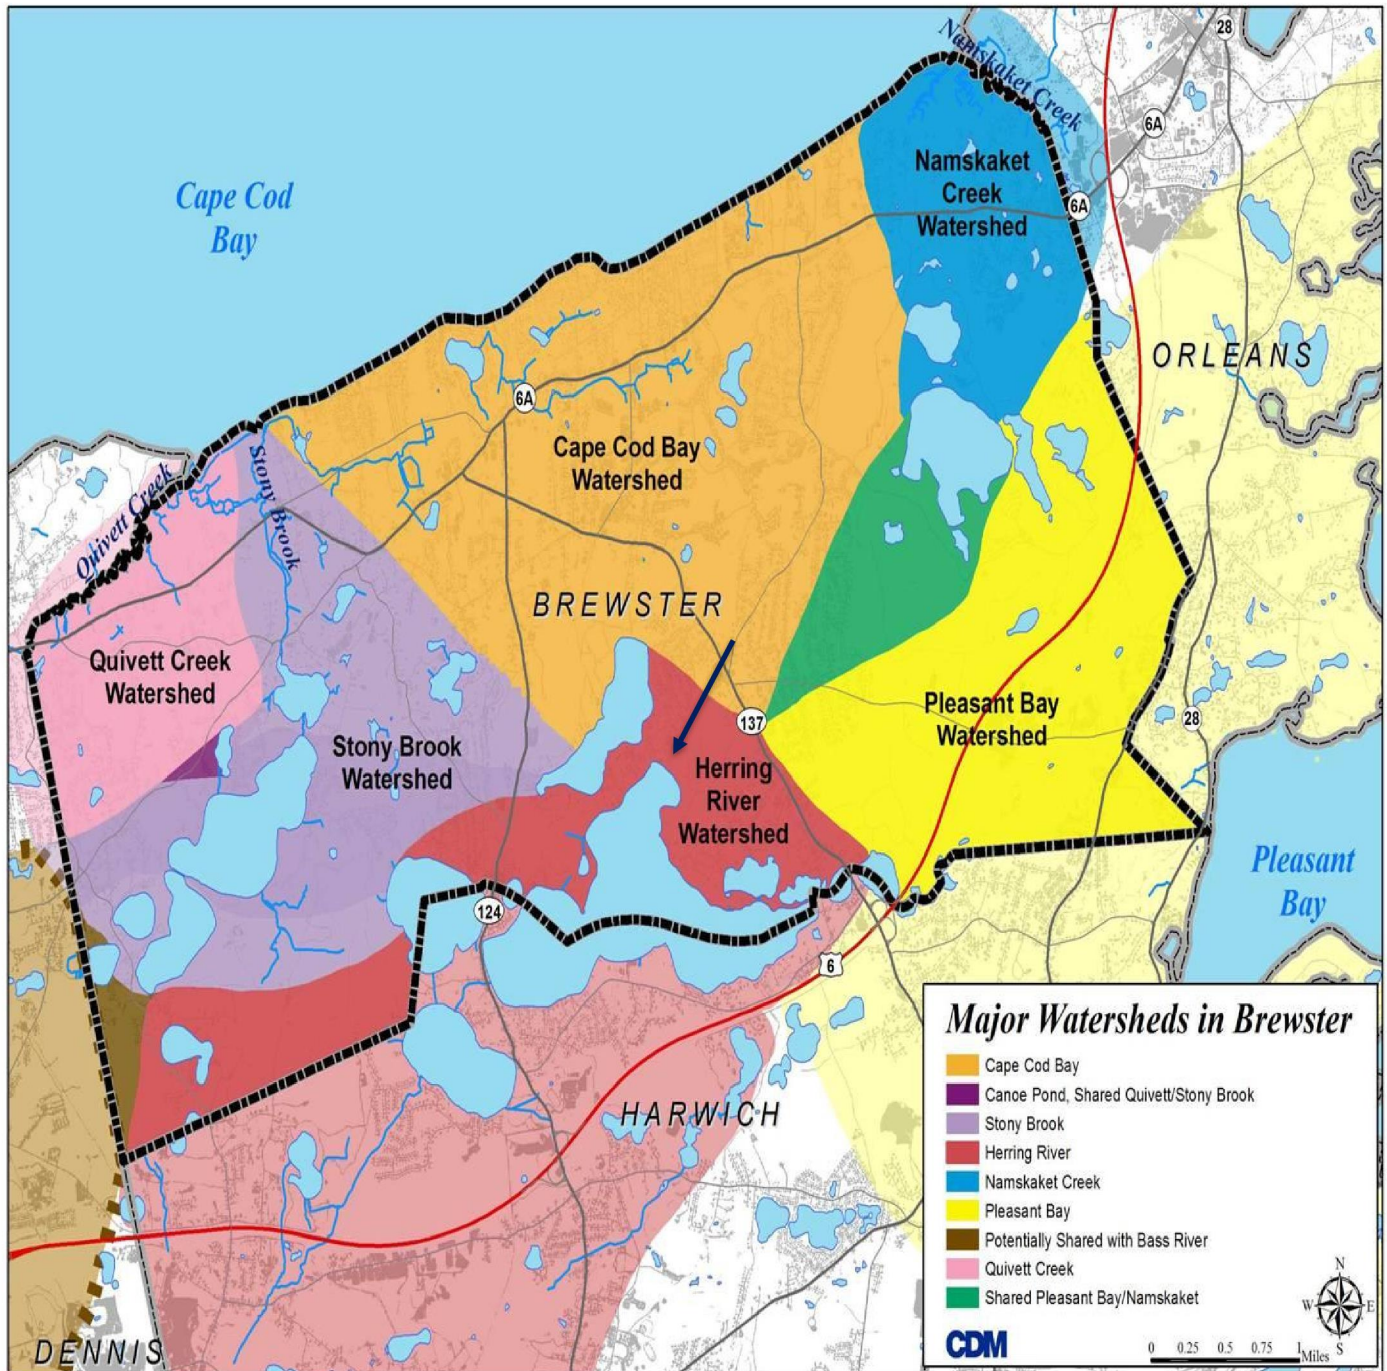 28
Namskaket Creek
6A
Namskaket
Creek
Watershed
6A
Cape Cod
Bay
ORLEANS
6A
Cape Cod Bay
Watershed
Stony Brook
Quivett Creek
BREWSTER
Quivett Creek
Watershed
Pleasant Bay
Watershed
28
137
Stony Brook
Watershed
Herring
River
Watershed
Pleasant
Bay
124
6
HARWICH
DENNIS
Major Watersheds in Brewster
Cape Cod Bay
Canoe Pond, Shared Quivett/Stony Brook
Stony Brook
Herring River
Namskaket Creek
Pleasant Bay
Potentially Shared with Bass River
Quivett Creek
Shared Pleasant Bay/Namskaket
N
W E
S
CDM
0 0.25 0.5 0.75 1
Miles